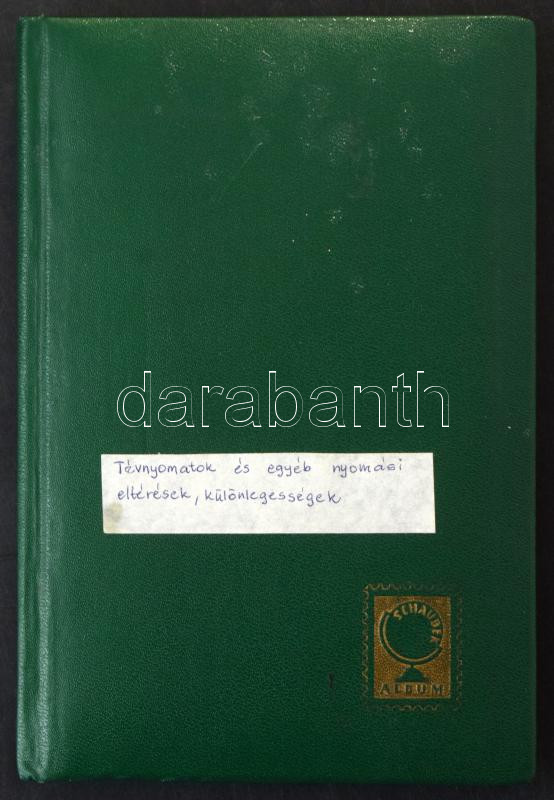 darabanth
Tévnyomatok és egyéb nyomási
eltérések, különlegességek
SCHAUBEK
ALBUM